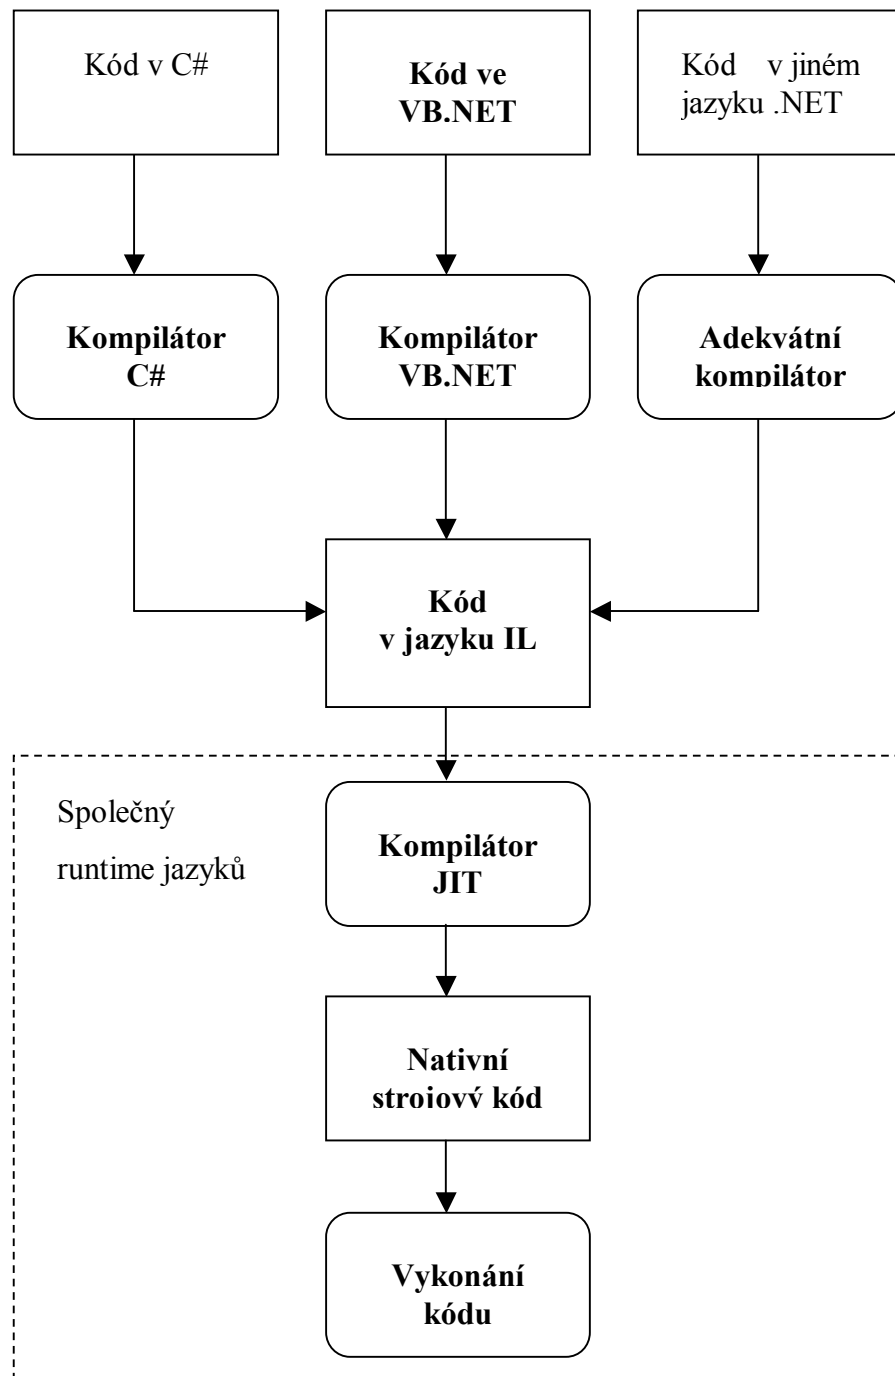 Kód v C#
Kód ve
VB.NET
Kód v jiném
jazyku .NET
Kompilátor
C#
Kompilátor
VB.NET
Adekvátní
kompilátor
Kód
v jazyku IL
Společný
runtime jazyků
Kompilátor
JIT
Nativní
strojový kód
Vykonání
kódu